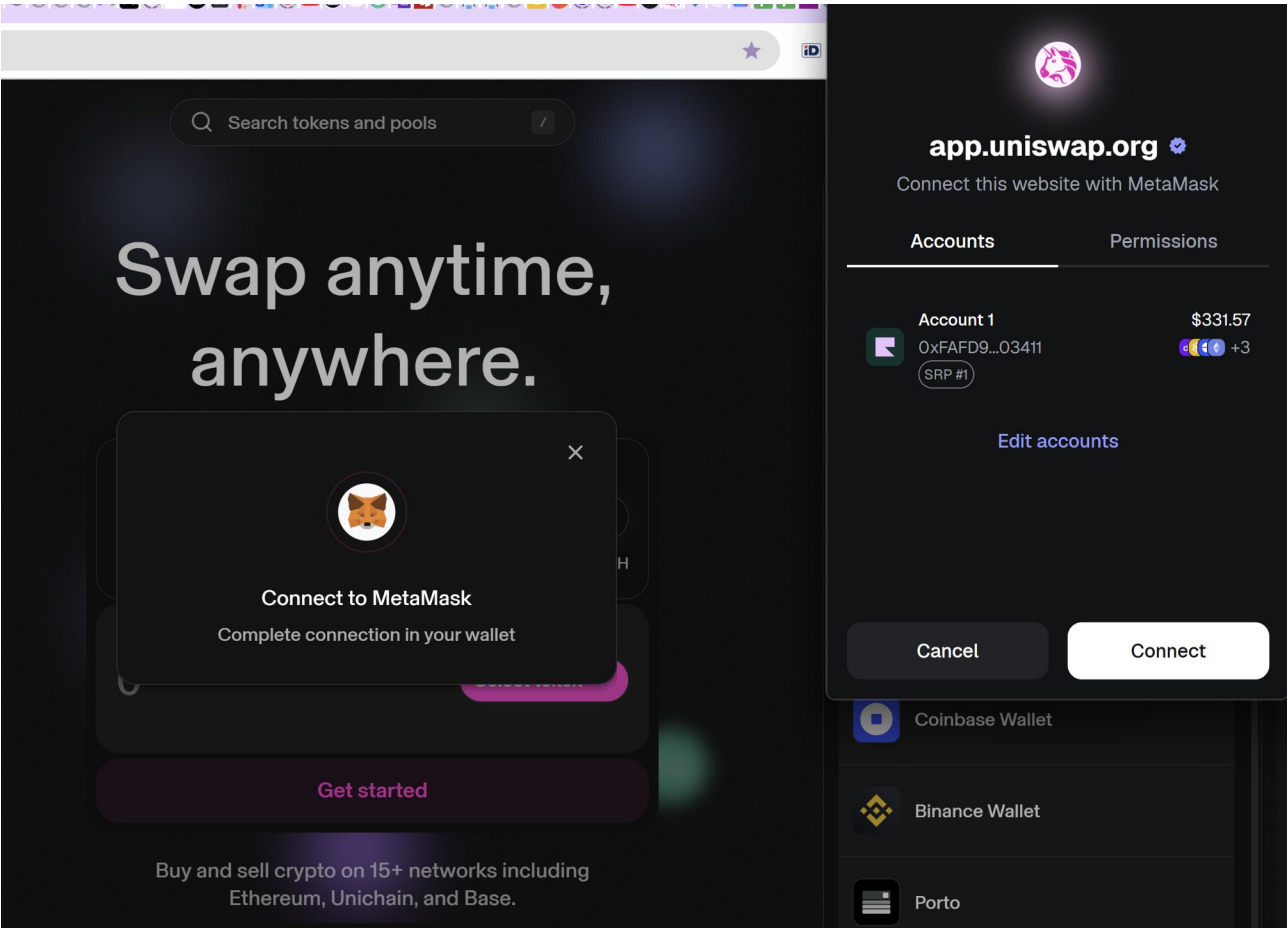 iD
Search tokens and pools
/
Swap anytime,
anywhere.
H
Connect to MetaMask
Complete connection in your wallet
Get started
Buy and sell crypto on 15+ networks including
Ethereum, Unichain, and Base.
app.uniswap.org
Connect this website with MetaMask
Accounts
Permissions
Account 1
$331.57
0xFAFD9...03411
+3
SRP #1
Edit accounts
Cancel
Connect
Coinbase Wallet
Binance Wallet
Porto